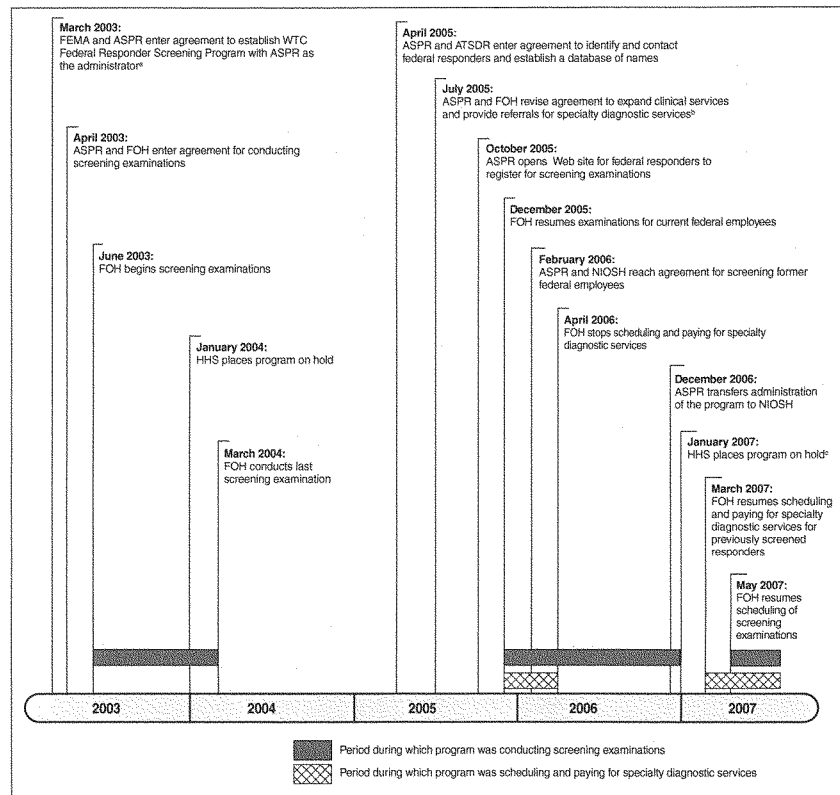 March 2003:
FEMA and ASPR enter agreement to establish WTC
Federal Responder Screening Program with ASPR as
the administratorᵃ
April 2003:
ASPR and FOH enter agreement for conducting
screening examinations
June 2003:
FOH begins screening examinations
January 2004:
HHS places program on hold
March 2004:
FOH conducts last
screening examination
April 2005:
ASPR and ATSDR enter agreement to identify and contact
federal responders and establish a database of names
July 2005:
ASPR and FOH revise agreement to expand clinical services
and provide referrals for specialty diagnostic servicesᵇ
October 2005:
ASPR opens Web site for federal responders to
register for screening examinations
December 2005:
FOH resumes examinations for current federal employees
February 2006:
ASPR and NIOSH reach agreement for screening former
federal employees
April 2006:
FOH stops scheduling and paying for specialty
diagnostic services
December 2006:
ASPR transfers administration
of the program to NIOSH
January 2007:
HHS places program on holdᶜ
March 2007:
FOH resumes scheduling
and paying for specialty
diagnostic services for
previously screened
responders
May 2007:
FOH resumes
scheduling of
screening
examinations
2003 2004 2005 2006 2007
Period during which program was conducting screening examinations
Period during which program was scheduling and paying for specialty diagnostic services